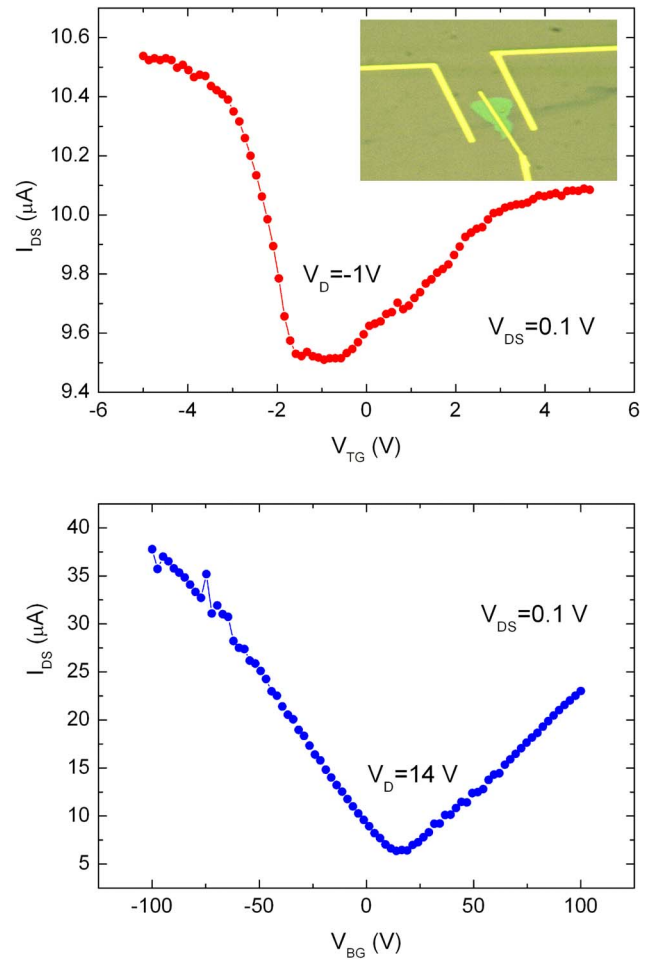 10.6
10.4
10.2
10.0
9.8
9.6
9.4
I_DS (μA)
V_D=-1V
V_DS=0.1 V
-6 -4 -2 0 2 4 6
V_TG (V)
40
35
30
25
20
15
10
5
I_DS (μA)
V_DS=0.1 V
V_D=14 V
-100 -50 0 50 100
V_BG (V)